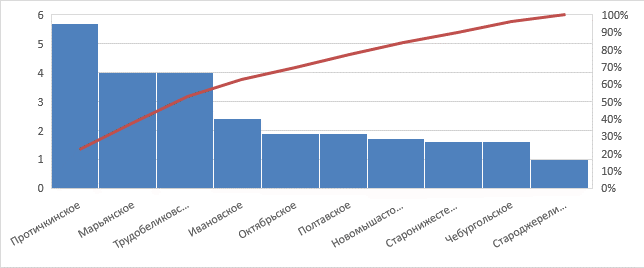 6
5
4
3
2
1
0
100%
90%
80%
70%
60%
50%
40%
30%
20%
10%
0%
Протичкинское
Марьянское
Трудобеликовс...
Ивановское
Октябрьское
Полтавское
Новомышасто...
Старонижесте...
Чебургольское
Староджерели...